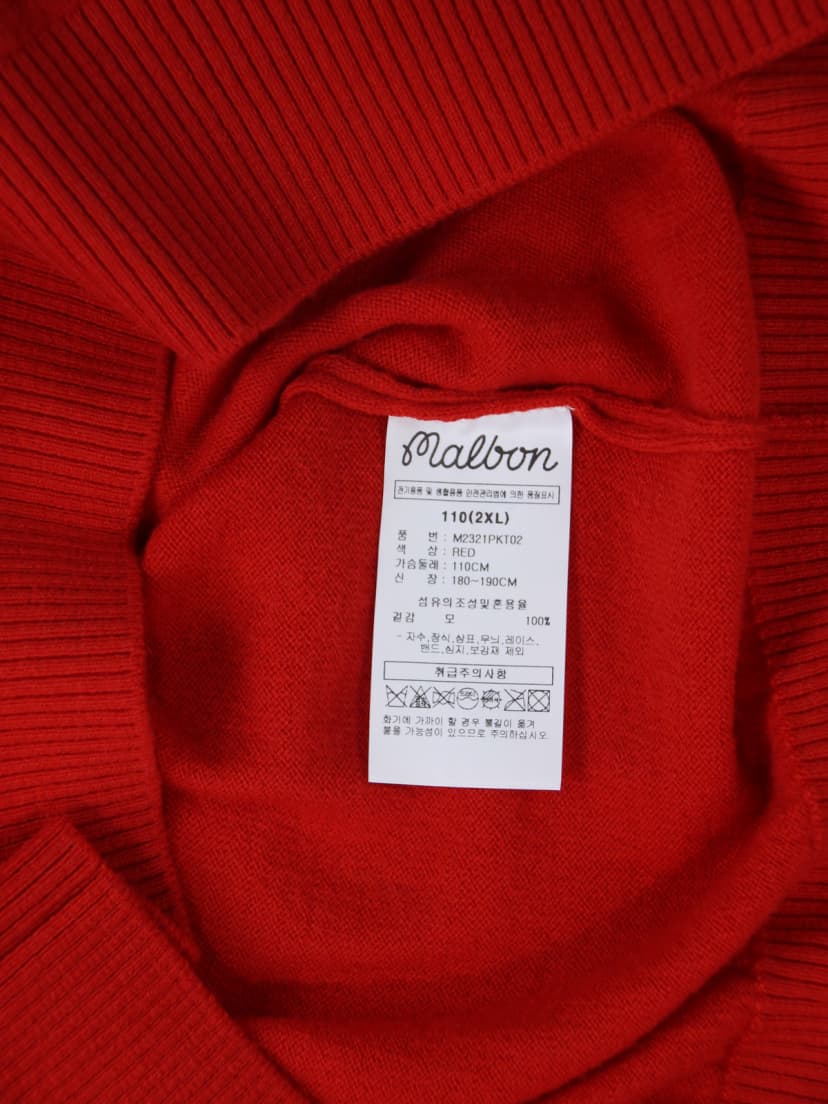 malbon
전기용품 및 생활용품 안전관리법에 의한 품질표시
110(2XL)
품 번 : M2321PKT02
색 상 : RED
가슴둘레 : 110CM
신 장 : 180~190CM
섬유의조성및혼용율
겉감 모 100%
- 자수,장식,상표,무늬,레이스,
밴드,심지,보강재 제외
취급주의사항
화기에 가까이 할 경우 불길이 옮겨
붙을 가능성이 있으므로 주의하십시오.